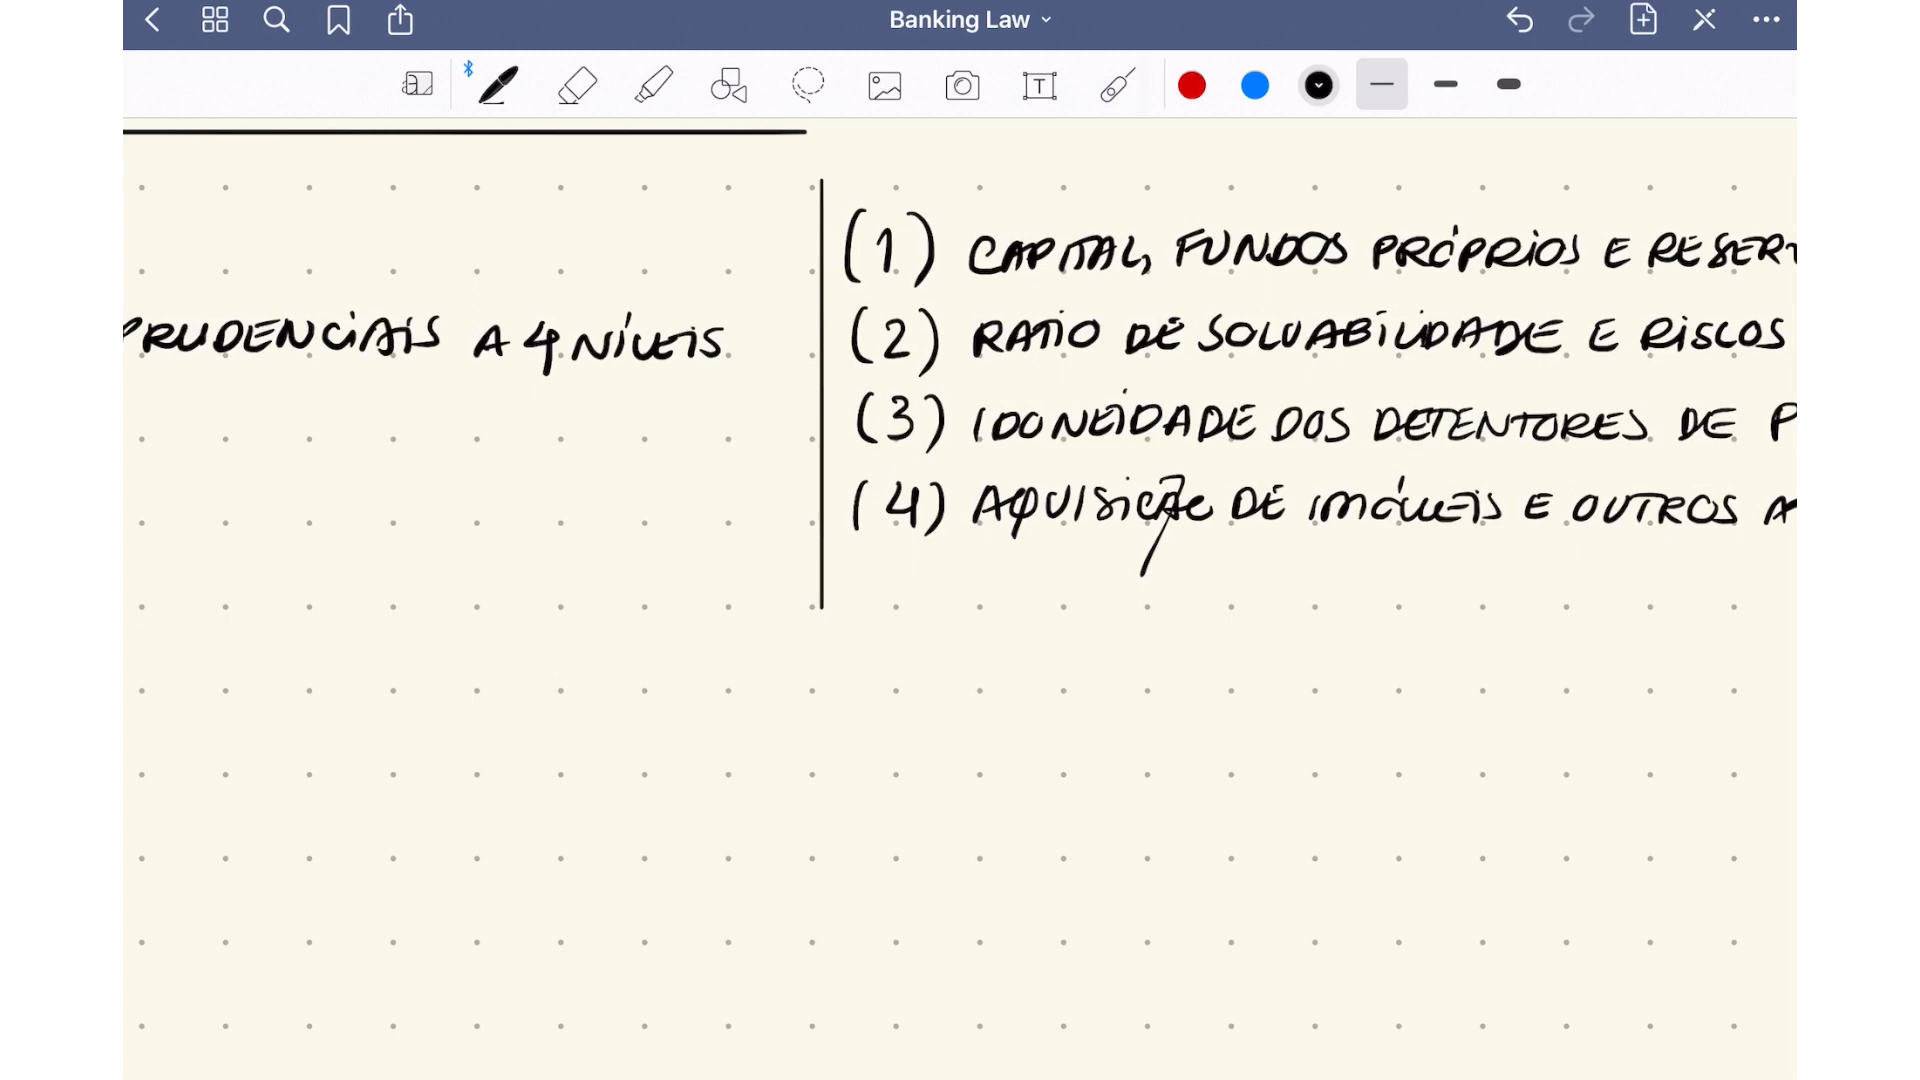 Banking Law
(1) CAPITAL, FUNDOS PRÓPRIOS E RESER
PRUDENCIAIS A 4 NÍVEIS
(2) RATIO DE SOLVABILIDADE E RISCOS
(3) IDONEIDADE DOS DETENTORES DE P
(4) AQUISIÇÃO DE IMÓVEIS E OUTROS A